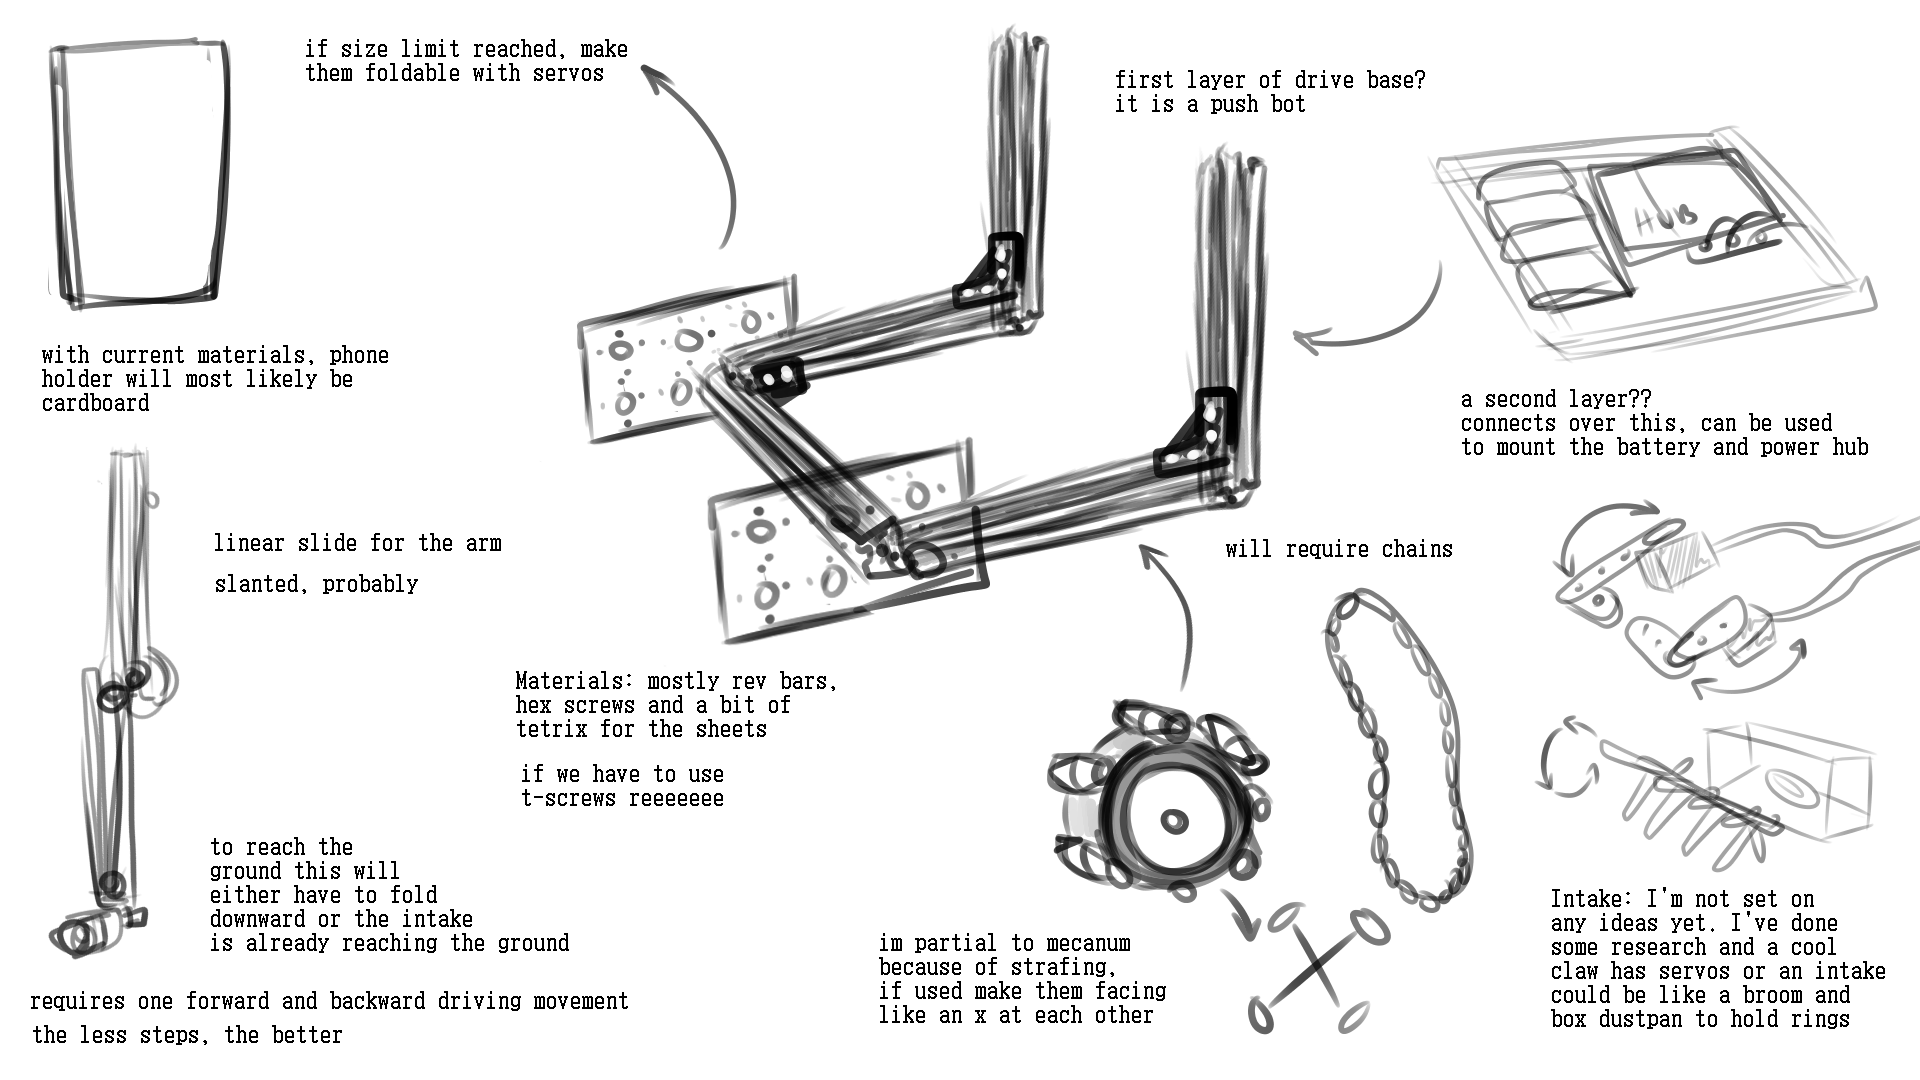 if size limit reached, make
them foldable with servos
first layer of drive base?
it is a push bot
HUB
with current materials, phone
holder will most likely be
cardboard
a second layer??
connects over this, can be used
to mount the battery and power hub
linear slide for the arm
slanted, probably
will require chains
Materials: mostly rev bars,
hex screws and a bit of
tetrix for the sheets
if we have to use
t-screws reeeeeee
to reach the
ground this will
either have to fold
downward or the intake
is already reaching the ground
requires one forward and backward driving movement
the less steps, the better
im partial to mecanum
because of strafing,
if used make them facing
like an x at each other
Intake: I'm not set on
any ideas yet. I've done
some research and a cool
claw has servos or an intake
could be like a broom and
box dustpan to hold rings